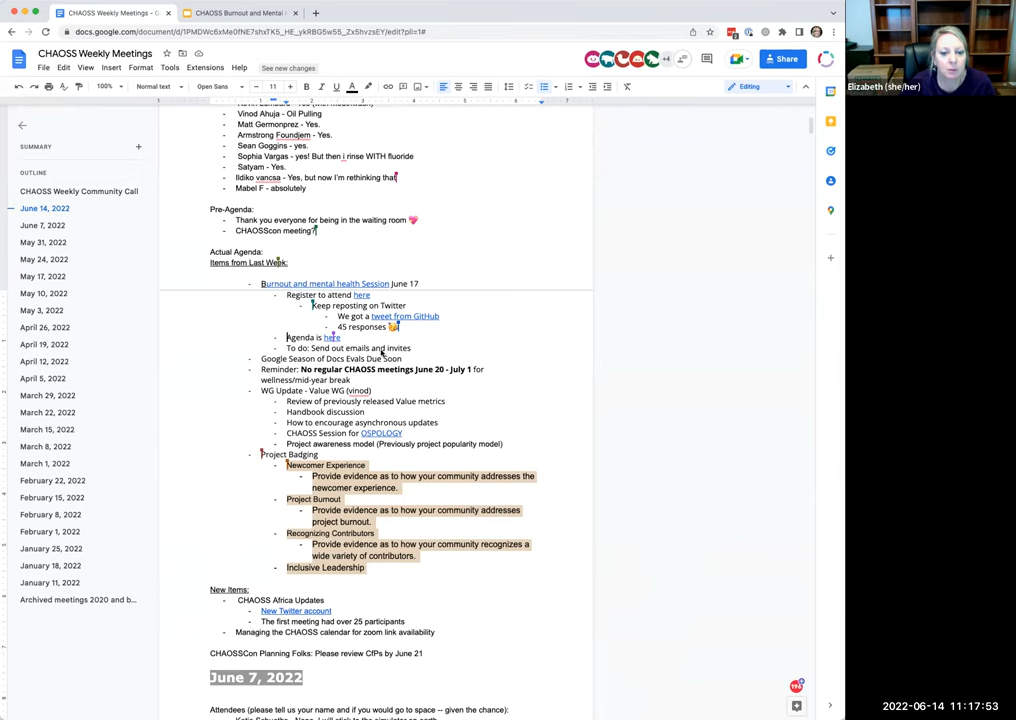 CHAOSS Weekly Meetings - G
CHAOSS Burnout and Mental
docs.google.com/document/d/1PMDWc6xMe0fNE7shxTK5_HE_ykRBG5w55_Zx5hvzsEY/edit?pli=1#
CHAOSS Weekly Meetings
File Edit View Insert Format Tools Extensions Help See new changes
+4
Share
100% Normal text Open Sans 11 Editing
SUMMARY
OUTLINE
CHAOSS Weekly Community Call
June 14, 2022
June 7, 2022
May 31, 2022
May 24, 2022
May 17, 2022
May 10, 2022
May 3, 2022
April 26, 2022
April 19, 2022
April 12, 2022
April 5, 2022
March 29, 2022
March 22, 2022
March 15, 2022
March 8, 2022
March 1, 2022
February 22, 2022
February 15, 2022
February 8, 2022
February 1, 2022
January 25, 2022
January 18, 2022
January 11, 2022
Archived meetings 2020 and b...
- Vinod Ahuja - Oil Pulling
- Matt Germonprez - Yes.
- Armstrong Foundjem - Yes.
- Sean Goggins - yes.
- Sophia Vargas - yes! But then i rinse WITH fluoride
- Satyam - Yes.
- Ildiko vancsa - Yes, but now I'm rethinking that
- Mabel F - absolutely
Pre-Agenda:
- Thank you everyone for being in the waiting room 💖
- CHAOSScon meeting?
Actual Agenda:
Items from Last Week:
- Burnout and mental health Session June 17
- Register to attend here
- Keep reposting on Twitter
- We got a tweet from GitHub
- 45 responses 🥳
- Agenda is here
- To do: Send out emails and invites
- Google Season of Docs Evals Due Soon
- Reminder: No regular CHAOSS meetings June 20 - July 1 for
wellness/mid-year break
- WG Update - Value WG (vinod)
- Review of previously released Value metrics
- Handbook discussion
- How to encourage asynchronous updates
- CHAOSS Session for OSPOLOGY
- Project awareness model (Previously project popularity model)
- Project Badging
- Newcomer Experience
- Provide evidence as to how your community addresses the
newcomer experience.
- Project Burnout
- Provide evidence as to how your community addresses
project burnout.
- Recognizing Contributors
- Provide evidence as to how your community recognizes a
wide variety of contributors.
- Inclusive Leadership
New Items:
- CHAOSS Africa Updates
- New Twitter account
- The first meeting had over 25 participants
- Managing the CHAOSS calendar for zoom link availability
CHAOSSCon Planning Folks: Please review CfPs by June 21
June 7, 2022
Attendees (please tell us your name and if you would go to space -- given the chance):
Elizabeth (she/her)
2022-06-14 11:17:53